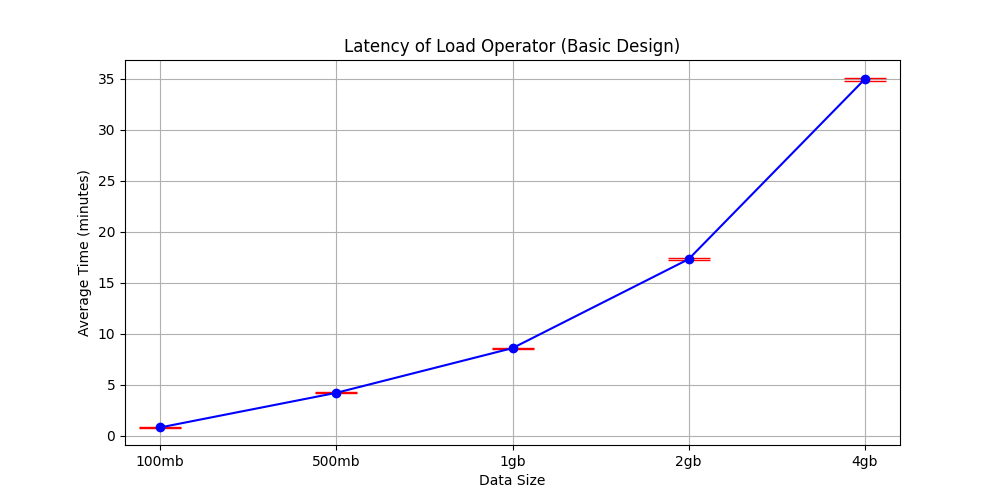 Latency of Load Operator (Basic Design)
Average Time (minutes)
35
30
25
20
15
10
5
0
100mb 500mb 1gb 2gb 4gb
Data Size